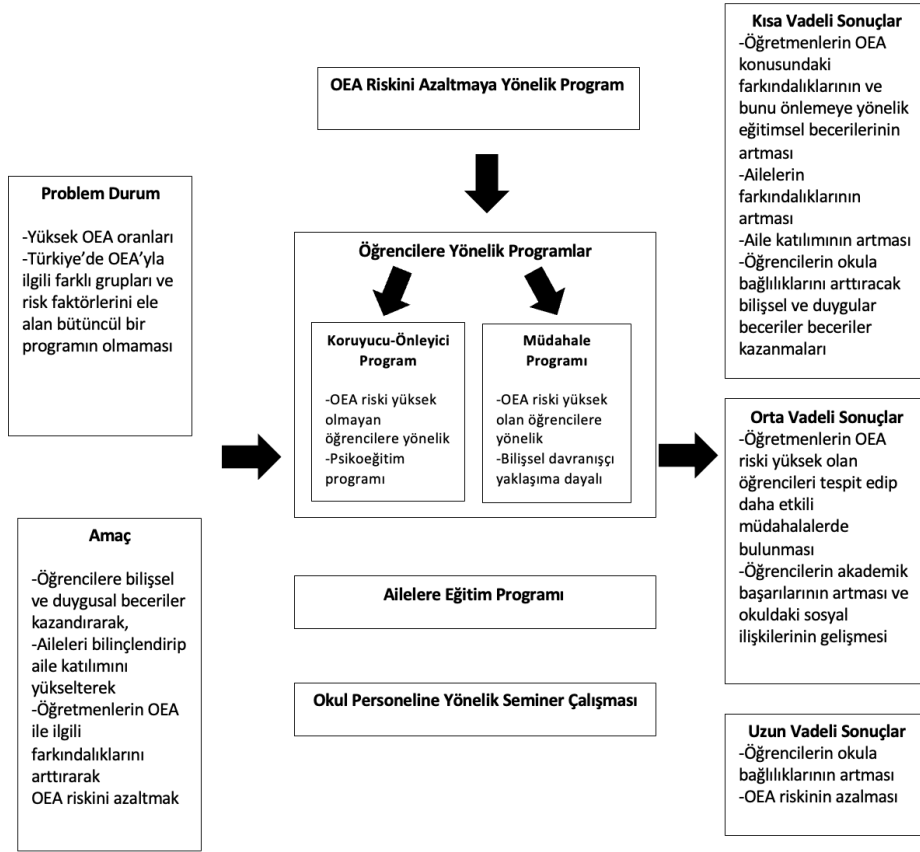 OEA Riskini Azaltmaya Yönelik Program
Problem Durum
-Yüksek OEA oranları
-Türkiye'de OEA'yla
ilgili farklı grupları ve
risk faktörlerini ele
alan bütüncül bir
programın olmaması
Amaç
-Öğrencilere bilişsel
ve duygusal beceriler
kazandırarak,
-Aileleri bilinçlendirip
aile katılımını
yükselterek
-Öğretmenlerin OEA
ile ilgili
farkındalıklarını
arttırarak
OEA riskini azaltmak
Öğrencilere Yönelik Programlar
Koruyucu-Önleyici
Program
-OEA riski yüksek
olmayan
öğrencilere yönelik
-Psikoeğitim
programı
Müdahale
Programı
-OEA riski yüksek
olan öğrencilere
yönelik
-Bilişsel davranışçı
yaklaşıma dayalı
Ailelere Eğitim Programı
Okul Personeline Yönelik Seminer Çalışması
Kısa Vadeli Sonuçlar
-Öğretmenlerin OEA
konusundaki
farkındalıklarının ve
bunu önlemeye yönelik
eğitimsel becerilerinin
artması
-Ailelerin
farkındalıklarının
artması
-Aile katılımının artması
-Öğrencilerin okula
bağlılıklarını arttıracak
bilişsel ve duygular
beceriler beceriler
kazanmaları
Orta Vadeli Sonuçlar
-Öğretmenlerin OEA
riski yüksek olan
öğrencileri tespit edip
daha etkili
müdahalalerde
bulunması
-Öğrencilerin akademik
başarılarının artması ve
okuldaki sosyal
ilişkilerinin gelişmesi
Uzun Vadeli Sonuçlar
-Öğrencilerin okula
bağlılıklarının artması
-OEA riskinin azalması